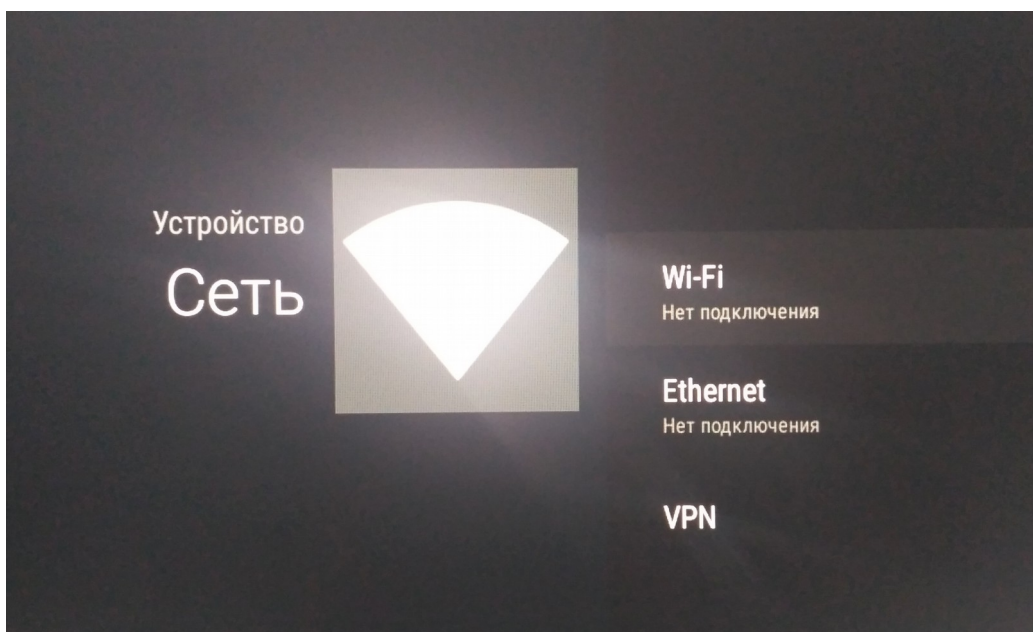 Устройство
Сеть
Wi-Fi
Нет подключения
Ethernet
Нет подключения
VPN